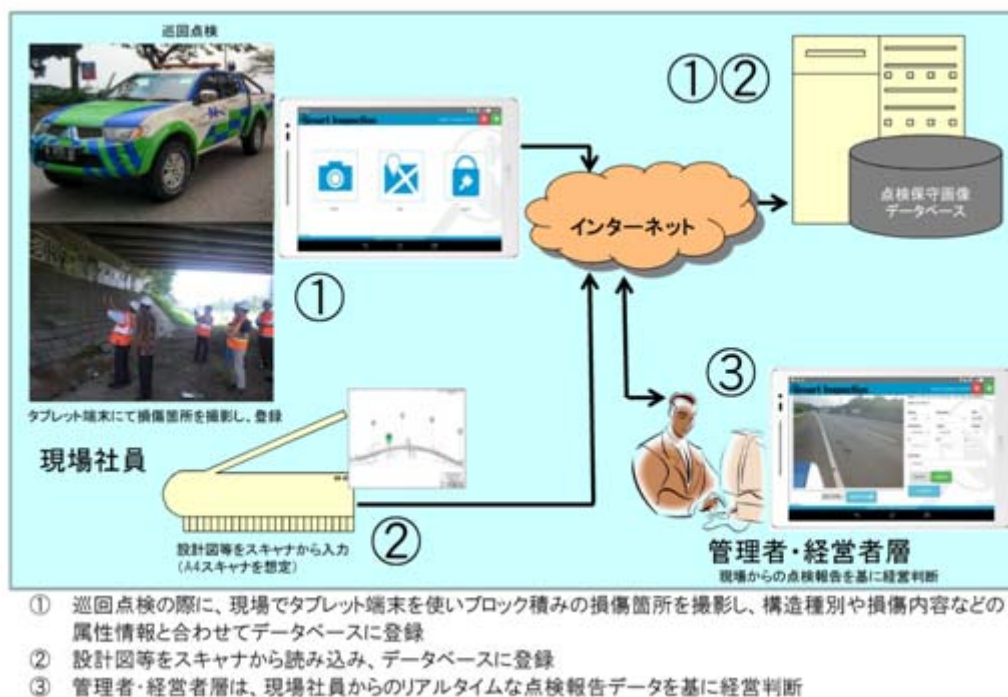 巡回点検
Smart Inspection
①
①②
点検保守画像
データベース
インターネット
タブレット端末にて損傷箇所を撮影し、登録
現場社員
設計図等をスキャナから入力
(A4スキャナを想定)
②
③
Smart Inspection
管理者・経営者層
現場からの点検報告を基に経営判断
① 巡回点検の際に、現場でタブレット端末を使いブロック積みの損傷箇所を撮影し、構造種別や損傷内容などの
属性情報と合わせてデータベースに登録
② 設計図等をスキャナから読み込み、データベースに登録
③ 管理者・経営者層は、現場社員からのリアルタイムな点検報告データを基に経営判断